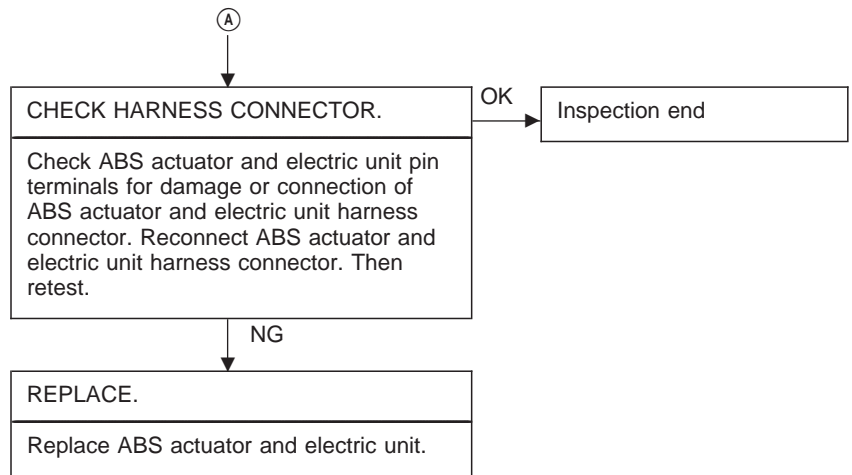 A
CHECK HARNESS CONNECTOR.
OK
Inspection end
Check ABS actuator and electric unit pin
terminals for damage or connection of
ABS actuator and electric unit harness
connector. Reconnect ABS actuator and
electric unit harness connector. Then
retest.
NG
REPLACE.
Replace ABS actuator and electric unit.